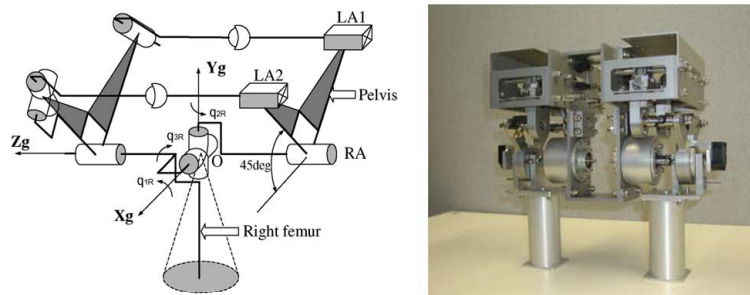 LA1
Yg
LA2
Pelvis
q2R
Zg
q3R
O
RA
45deg
q1R
Xg
Right femur